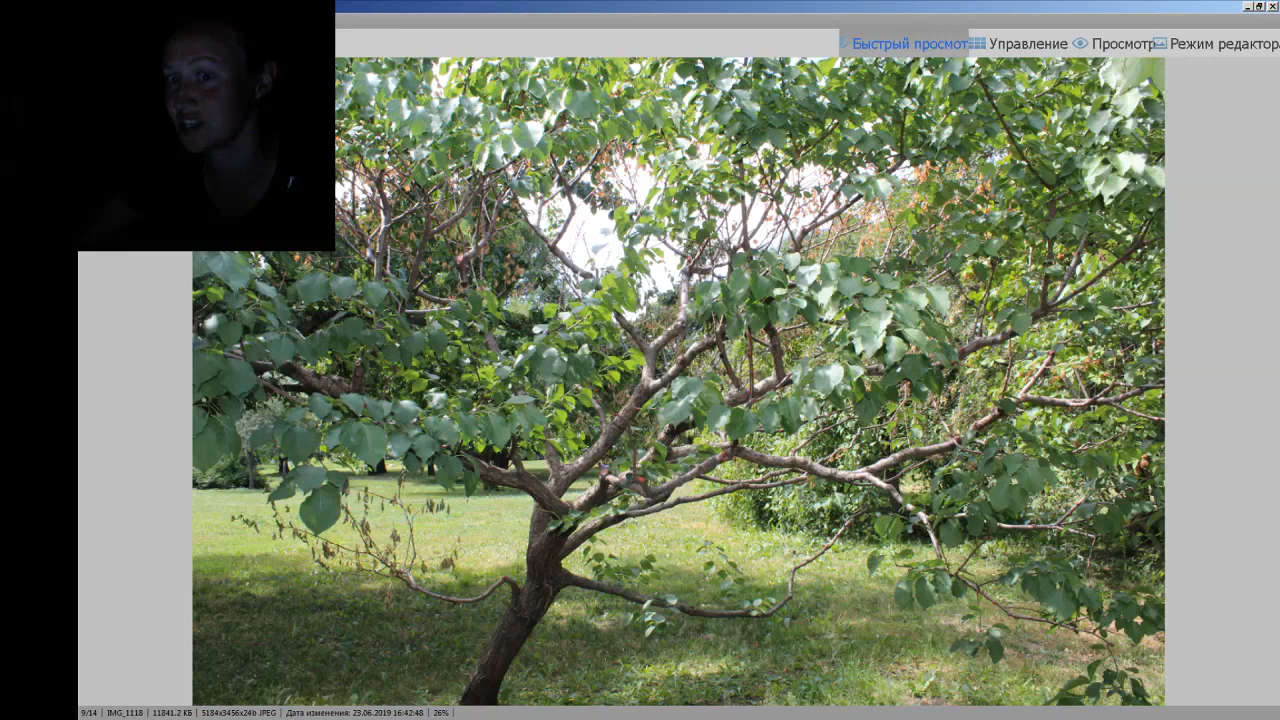 Быстрый просмот Управление Просмотр Режим редактор
9/14 IMG_1118 11841.2 КБ 5184x3456x24b JPEG Дата изменения: 23.06.2019 16:42:48 26%